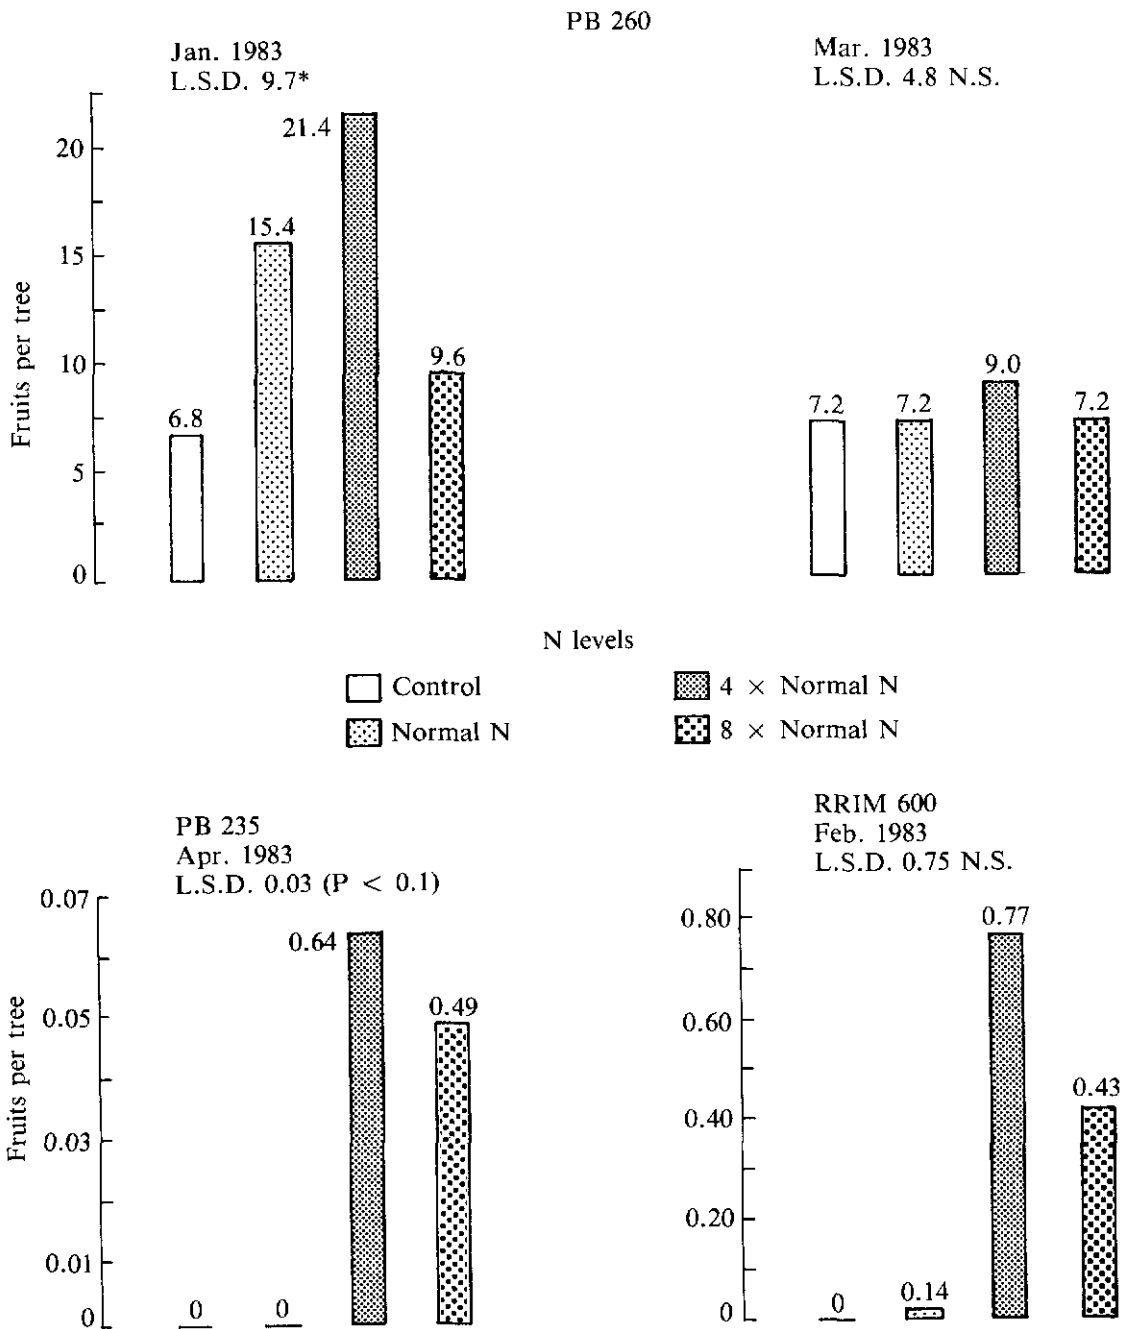 PB 260
Jan. 1983
L.S.D. 9.7*
Mar. 1983
L.S.D. 4.8 N.S.
Fruits per tree
20
15
10
5
0
6.8
15.4
21.4
9.6
7.2
7.2
9.0
7.2
N levels
Control
4 × Normal N
Normal N
8 × Normal N
PB 235
Apr. 1983
L.S.D. 0.03 (P < 0.1)
Fruits per tree
0.07
0.05
0.03
0.01
0
0
0
0.64
0.49
RRIM 600
Feb. 1983
L.S.D. 0.75 N.S.
0.80
0.60
0.40
0.20
0
0
0.14
0.77
0.43